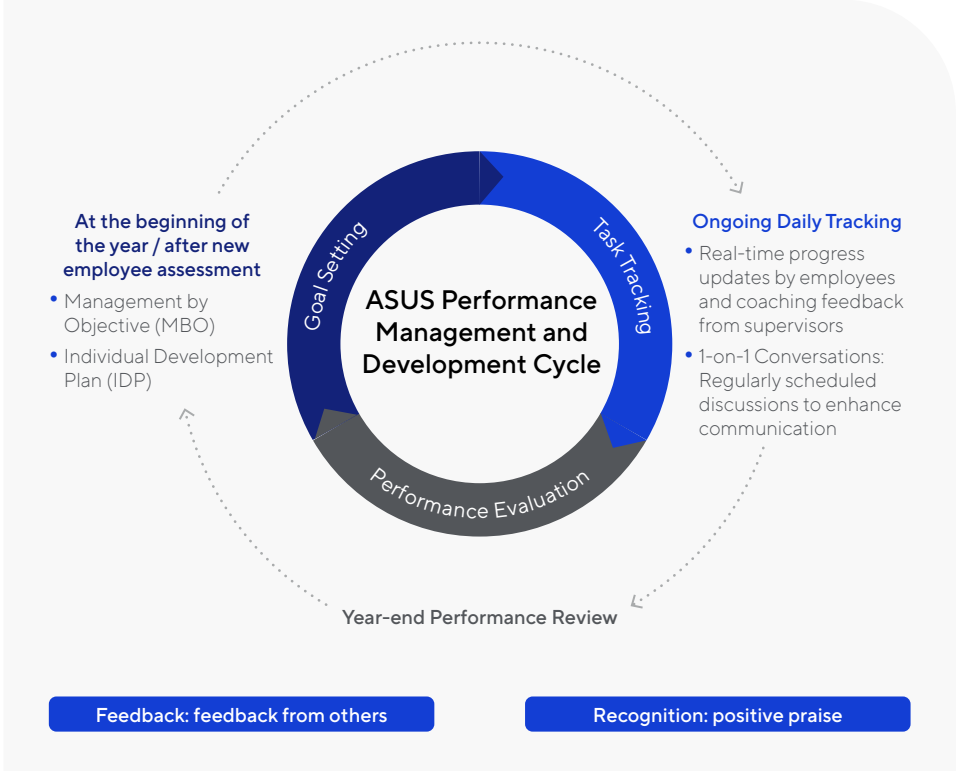 At the beginning of
the year / after new
employee assessment
• Management by
Objective (MBO)
• Individual Development
Plan (IDP)
Goal Setting
Task Tracking
Performance Evaluation
ASUS Performance
Management and
Development Cycle
Ongoing Daily Tracking
• Real-time progress
updates by employees
and coaching feedback
from supervisors
• 1-on-1 Conversations:
Regularly scheduled
discussions to enhance
communication
Year-end Performance Review
Feedback: feedback from others
Recognition: positive praise